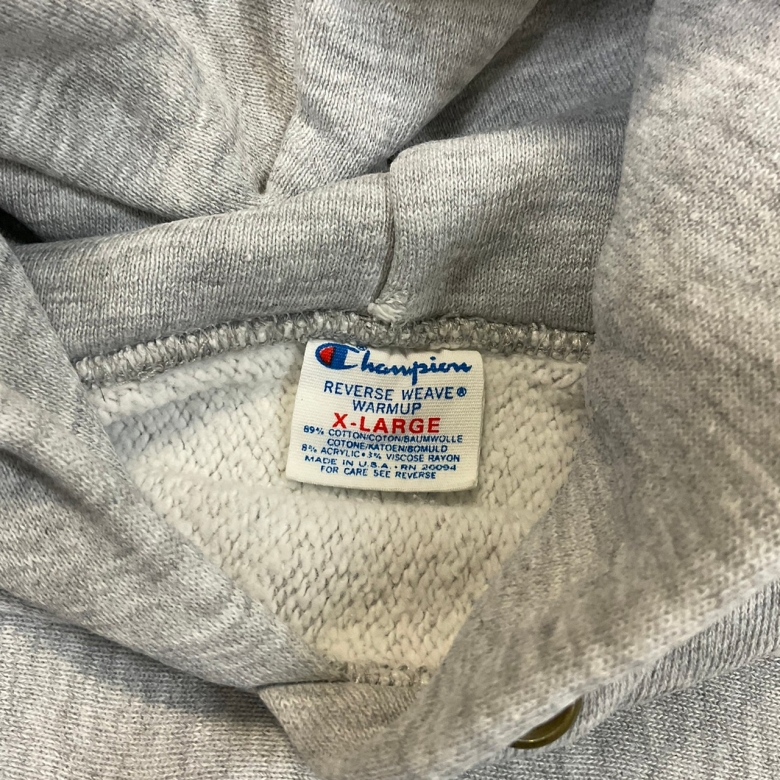 Champion
REVERSE WEAVE®
WARMUP
X-LARGE
89% COTTON/COTON/BAUMWOLLE
COTONE/KATOEN/BOMULD
8% ACRYLIC • 3% VISCOSE RAYON
MADE IN U.S.A. • RN 26094
FOR CARE SEE REVERSE